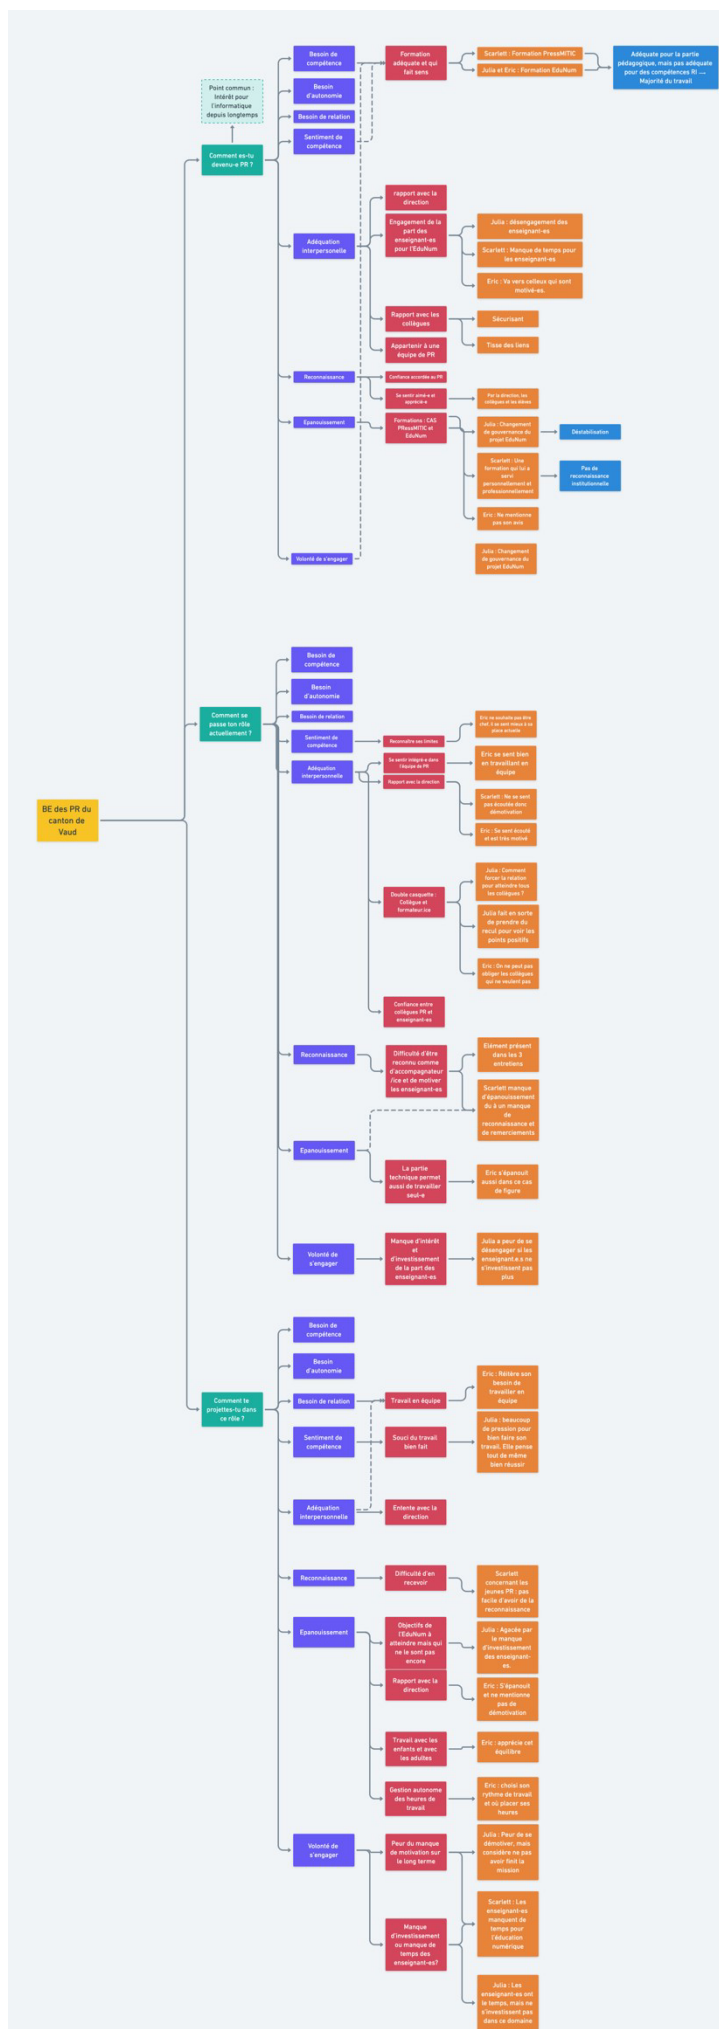 Besoin de
compétence
Formation
adéquate et qui
fait sens
Scarlett : Formation PressMITIC
Julia et Eric : Formation EduNum
Adéquate pour la partie
pédagogique, mais pas adéquate
pour des compétences RI ---
Majorité du travail
Point commun :
Intérêt pour
l'informatique
depuis longtemps
Besoin
d'autonomie
Besoin de relation
Sentiment de
compétence
Comment es-tu
devenu-e PR ?
rapport avec la
direction
Adéquation
interpersonelle
Engagement de la
part des
enseignant-es
pour l'EduNum
Julia : désengagement des
enseignant-es
Scarlett : Manque de temps pour
les enseignant-es
Eric : Va vers celleux qui sont
motivé-es.
Rapport avec les
collègues
Sécurisant
Tisse des liens
Appartenir à une
équipe de PR
Reconnaissance
Confiance accordée au PR
Se sentir aimé-e et
apprécié-e
Par la direction, les
collègues et les élèves
Epanouissement
Formations : CAS
PRessMITIC et
EduNum
Julia : Changement
de gouvernance du
projet EduNum
Déstabilisation
Scarlett : Une
formation qui lui a
servi
personnellement et
professionnellement
Pas de
reconnaissance
institutionnelle
Eric : Ne mentionne
pas son avis
Volonté de s'engager
Julia : Changement
de gouvernance du
projet EduNum
Besoin de
compétence
Besoin
d'autonomie
Comment se
passe ton rôle
actuellement ?
Besoin de relation
Sentiment de
compétence
Reconnaître ses limites
Eric ne souhaite pas être
chef, il se sent mieux à sa
place actuelle
Adéquation
interpersonnelle
Se sentir intégré-e dans
l'équipe de PR
Eric se sent bien
en travaillant en
équipe
Rapport avec la direction
Scarlett : Ne se sent
pas écoutée donc
démotivation
Eric : Se sent écouté
et est très motivé
BE des PR du
canton de
Vaud
Double casquette :
Collègue et
formateur.ice
Julia : Comment
forcer la relation
pour atteindre tous
les collègues ?
Julia fait en sorte
de prendre du
recul pour voir les
points positifs
Eric : On ne peut pas
obliger les collègues
qui ne veulent pas
Confiance entre
collègues PR et
enseignant-es
Reconnaissance
Difficulté d'être
reconnu comme
d'accompagnateur
/ice et de motiver
les enseignant-es
Elément présent
dans les 3
entretiens
Scarlett manque
d'épanouissement
du à un manque
de
reconnaissance et
de remerciements
Epanouissement
La partie
technique permet
aussi de travailler
seul-e
Eric s'épanouit
aussi dans ce cas
de figure
Volonté de
s'engager
Manque d'intérêt
et
d'investissement
de la part des
enseignant-es
Julia a peur de se
désengager si les
enseignant.e.s ne
s'investissent pas
plus
Besoin de
compétence
Besoin
d'autonomie
Comment te
projettes-tu dans
ce rôle ?
Besoin de relation
Travail en équipe
Eric : Réitère son
besoin de
travailler en
équipe
Sentiment de
compétence
Souci du travail
bien fait
Julia : beaucoup
de pression pour
bien faire son
travail. Elle pense
tout de même
bien réussir
Adéquation
interpersonnelle
Entente avec la
direction
Reconnaissance
Difficulté d'en
recevoir
Scarlett
concernant les
jeunes PR : pas
facile d'avoir de la
reconnaissance
Epanouissement
Objectifs de
l'EduNum à
atteindre mais qui
ne le sont pas
encore
Julia : Agacée par
le manque
d'investissement
des enseignant-
es.
Rapport avec la
direction
Eric : S'épanouit
et ne mentionne
pas de
démotivation
Travail avec les
enfants et avec
les adultes
Eric : apprécie cet
équilibre
Gestion autonome
des heures de
travail
Eric : choisi son
rythme de travail
et où placer ses
heures
Volonté de
s'engager
Peur du manque
de motivation sur
le long terme
Julia : Peur de se
démotiver, mais
considère ne pas
avoir finit la
mission
Manque
d'investissement
ou manque de
temps des
enseignant-es?
Scarlett : Les
enseignant-es
manquent de
temps pour
l'éducation
numérique
Julia : Les
enseignant-es ont
le temps, mais ne
s'investissent pas
dans ce domaine